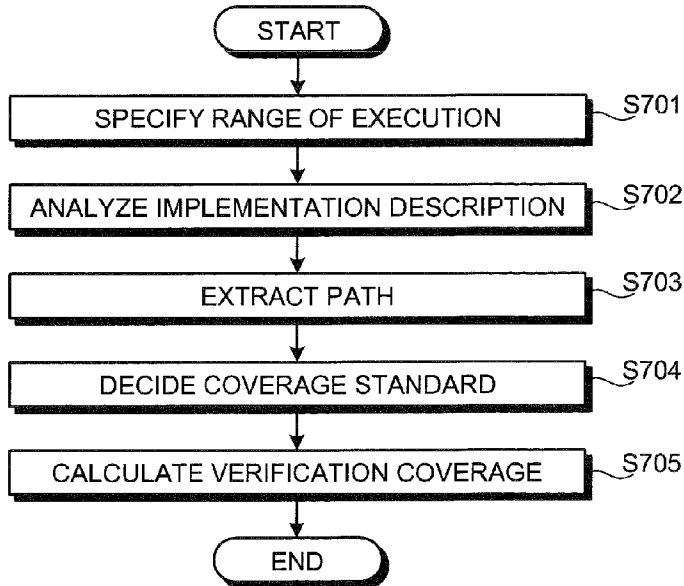 START
SPECIFY RANGE OF EXECUTION
S701
ANALYZE IMPLEMENTATION DESCRIPTION
S702
EXTRACT PATH
S703
DECIDE COVERAGE STANDARD
S704
CALCULATE VERIFICATION COVERAGE
S705
END